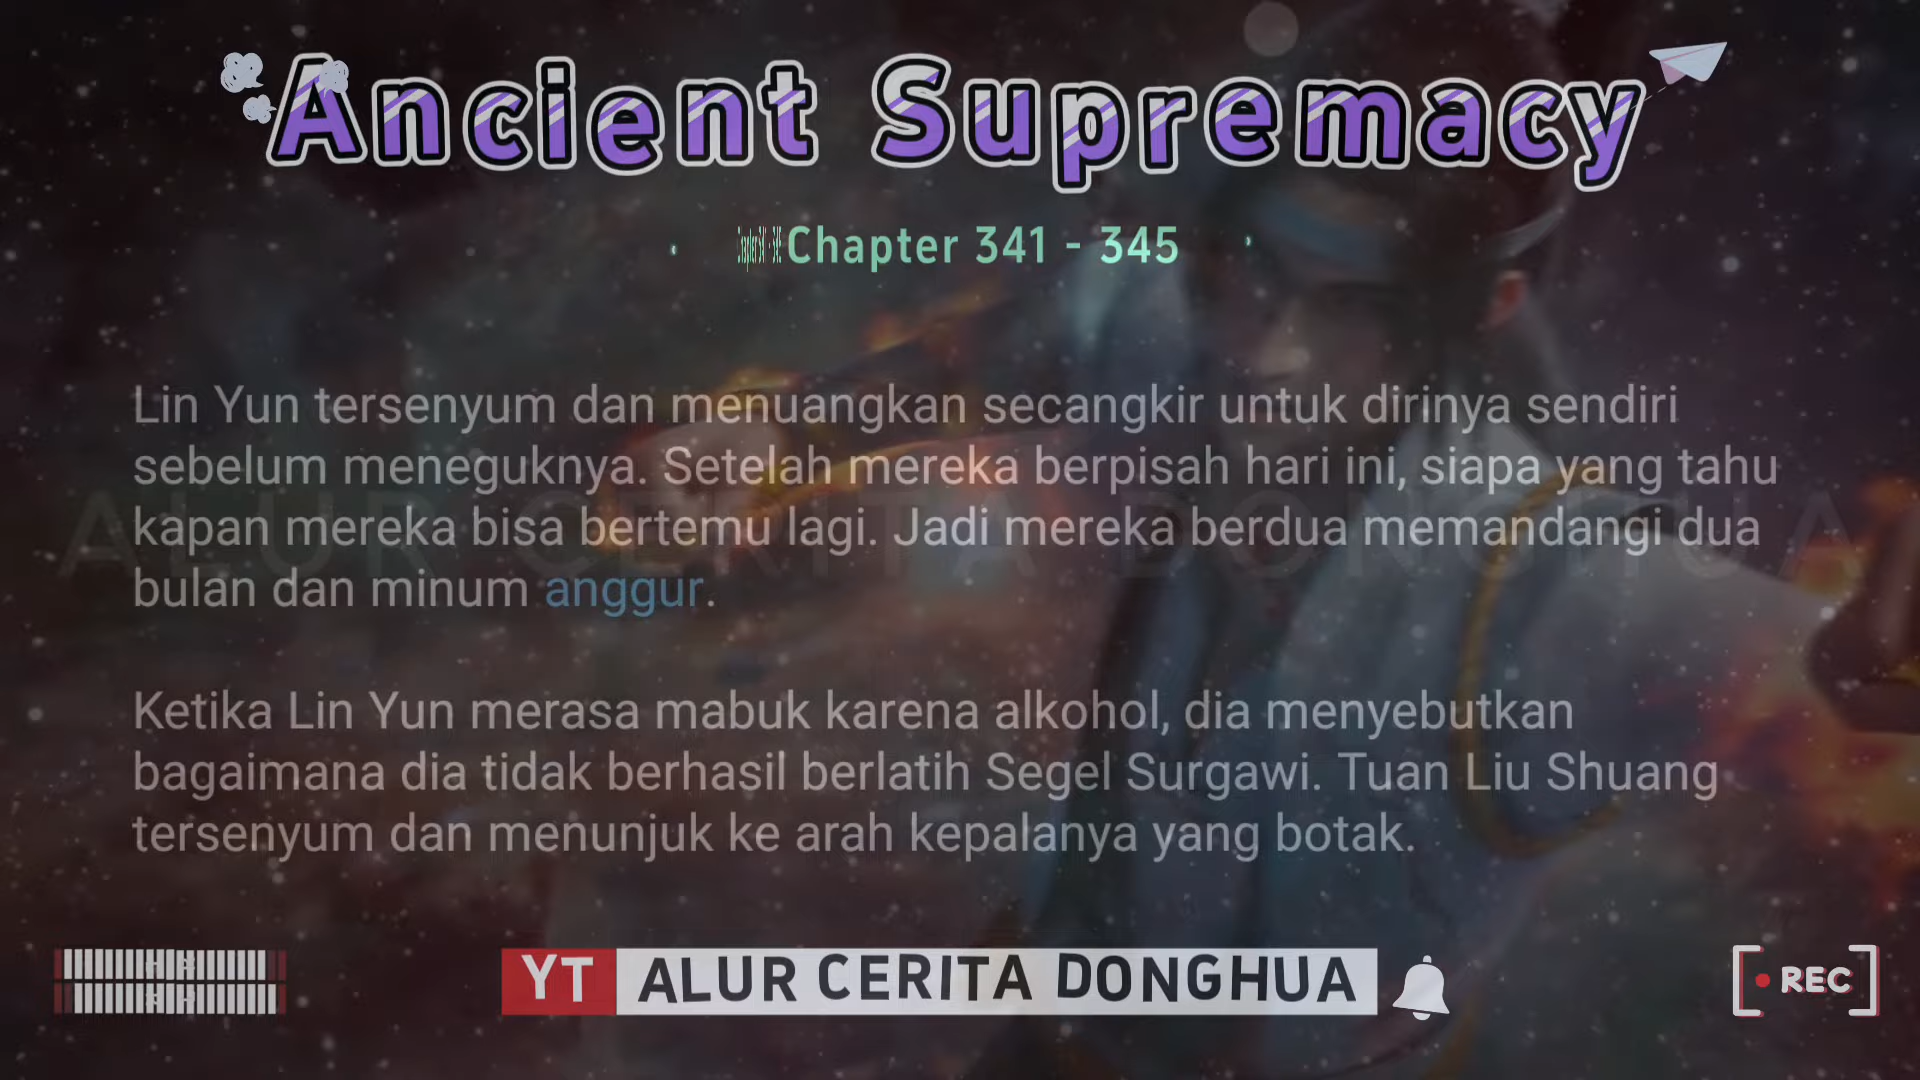 Ancient Supremacy
Chapter 341 - 345
Lin Yun tersenyum dan menuangkan secangkir untuk dirinya sendiri
sebelum meneguknya. Setelah mereka berpisah hari ini, siapa yang tahu
kapan mereka bisa bertemu lagi. Jadi mereka berdua memandangi dua
bulan dan minum anggur.
ALUR CERITA DONGHUA
Ketika Lin Yun merasa mabuk karena alkohol, dia menyebutkan
bagaimana dia tidak berhasil berlatih Segel Surgawi. Tuan Liu Shuang
tersenyum dan menunjuk ke arah kepalanya yang botak.
YT ALUR CERITA DONGHUA
REC